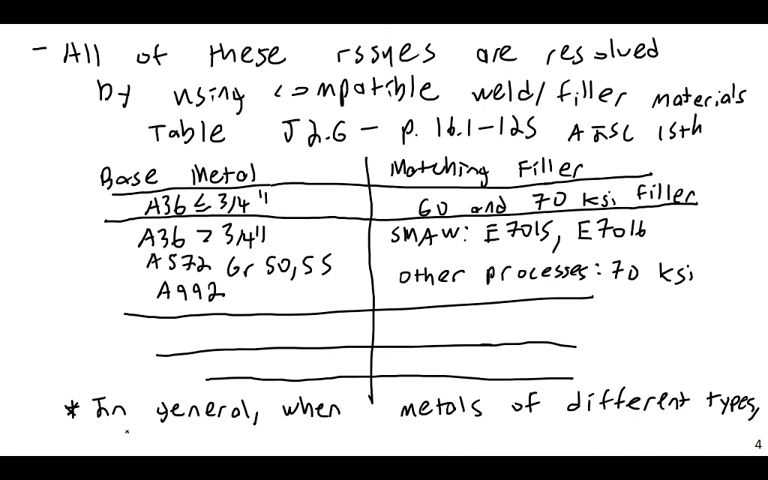 - All of these issues are resolved
by using compatible weld/filler materials
Table J2.6 - p. 16.1-125 AISC 15th
Base Metal | Matching Filler
A36 ≤ 3/4" | 60 and 70 ksi filler
A36 > 3/4" | SMAW: E7015, E7016
A572 Gr 50,55 | other processes: 70 ksi
A992
* In general, when metals of different types,
4